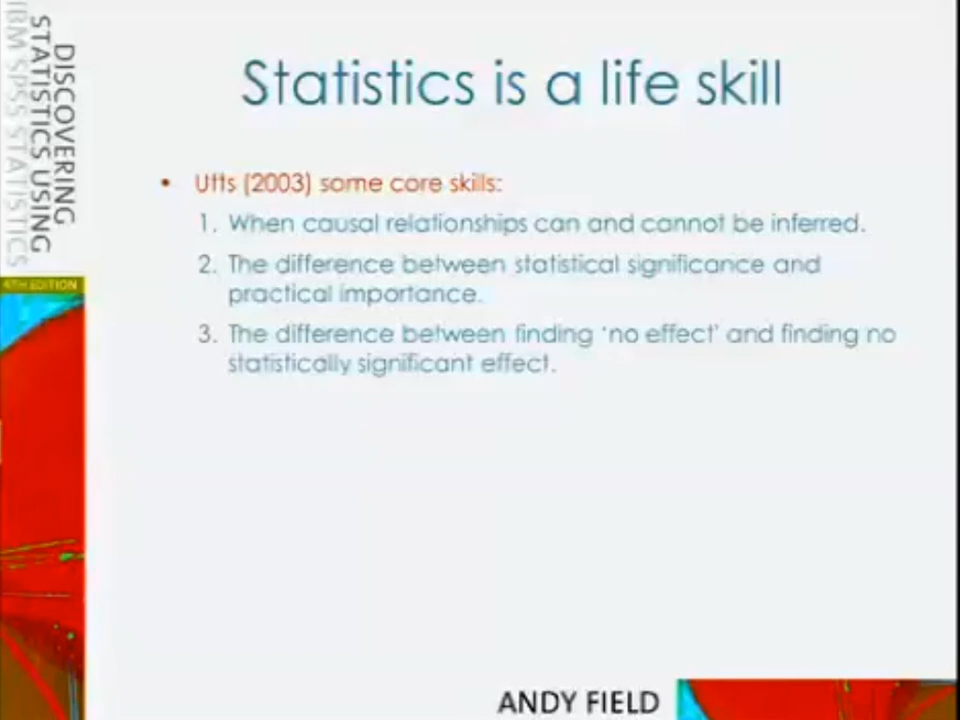 DISCOVERING
STATISTICS USING
IBM SPSS STATISTICS
4TH EDITION
Statistics is a life skill
• Utts (2003) some core skills:
1. When causal relationships can and cannot be inferred.
2. The difference between statistical significance and
practical importance.
3. The difference between finding ‘no effect’ and finding no
statistically significant effect.
ANDY FIELD